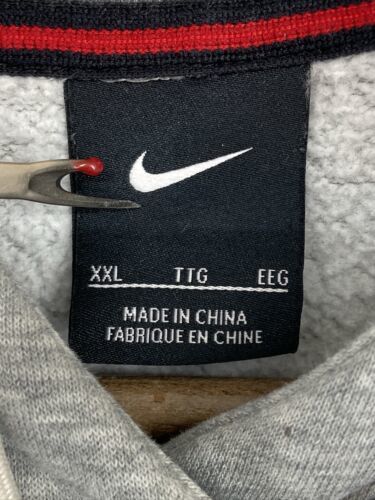 XXL TTG EEG
MADE IN CHINA
FABRIQUE EN CHINE